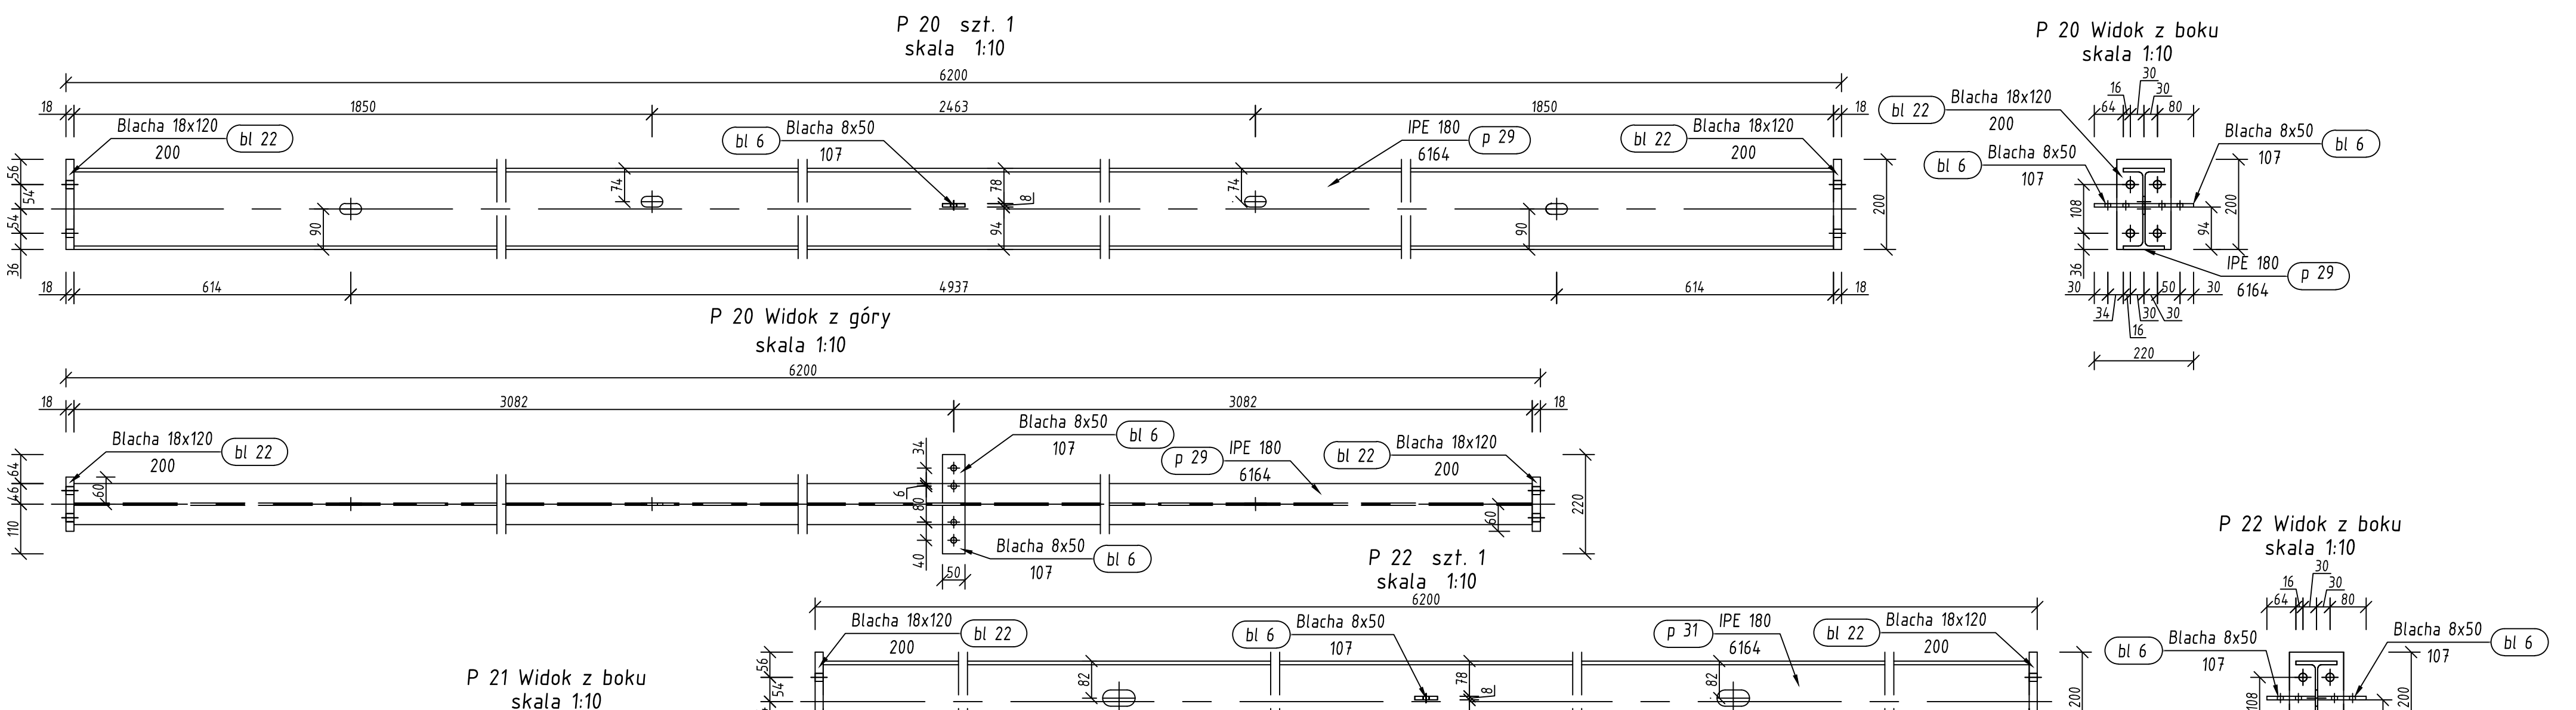 P 20 szt. 1
skala 1:10
6200
18 1850 2463 1850 18
Blacha 18x120
200
bl 22
bl 6
Blacha 8x50
107
IPE 180
6164
p 29
bl 22
Blacha 18x120
200
56
54
54
36
90
74
78
8
94
74
90
200
18 614 4937 614 18
P 20 Widok z boku
skala 1:10
30
16 30
64 80
bl 22
Blacha 18x120
200
bl 6
Blacha 8x50
107
Blacha 8x50
107
bl 6
108
36
200
94
IPE 180
6164
p 29
30 50 30
34 30 30
16
220
P 20 Widok z góry
skala 1:10
6200
18 3082 3082 18
Blacha 18x120
200
bl 22
Blacha 8x50
107
bl 6
p 29
IPE 180
6164
bl 22
Blacha 18x120
200
64
46
110
60
34
6
80
40
60
220
Blacha 8x50
107
bl 6
50
P 22 szt. 1
skala 1:10
6200
Blacha 18x120
200
bl 22
bl 6
Blacha 8x50
107
p 31
IPE 180
6164
bl 22
Blacha 18x120
200
56
54
82
78
8
82
200
P 22 Widok z boku
skala 1:10
30
16 30
64 80
bl 6
Blacha 8x50
107
Blacha 8x50
107
bl 6
108
200
P 21 Widok z boku
skala 1:10